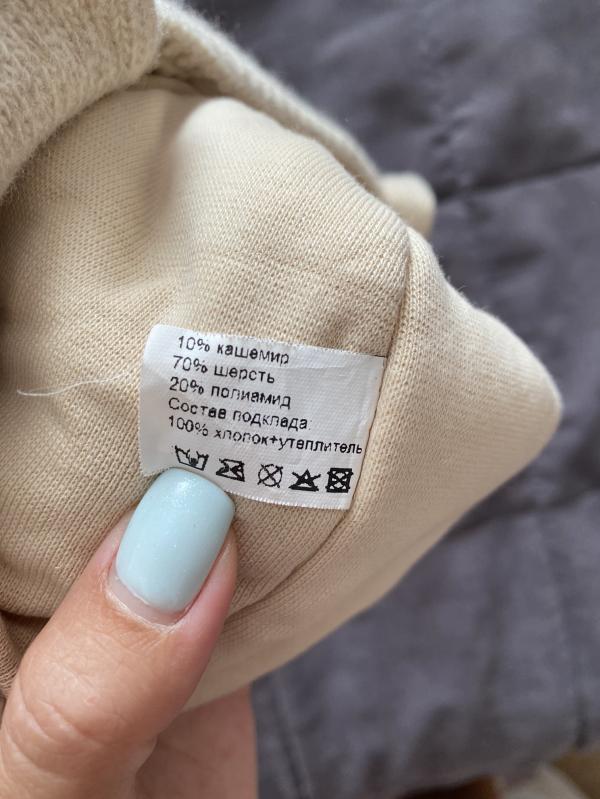 10% кашемир
70% шерсть
20% полиамид
Состав подклада:
100% хлопок+утеплитель